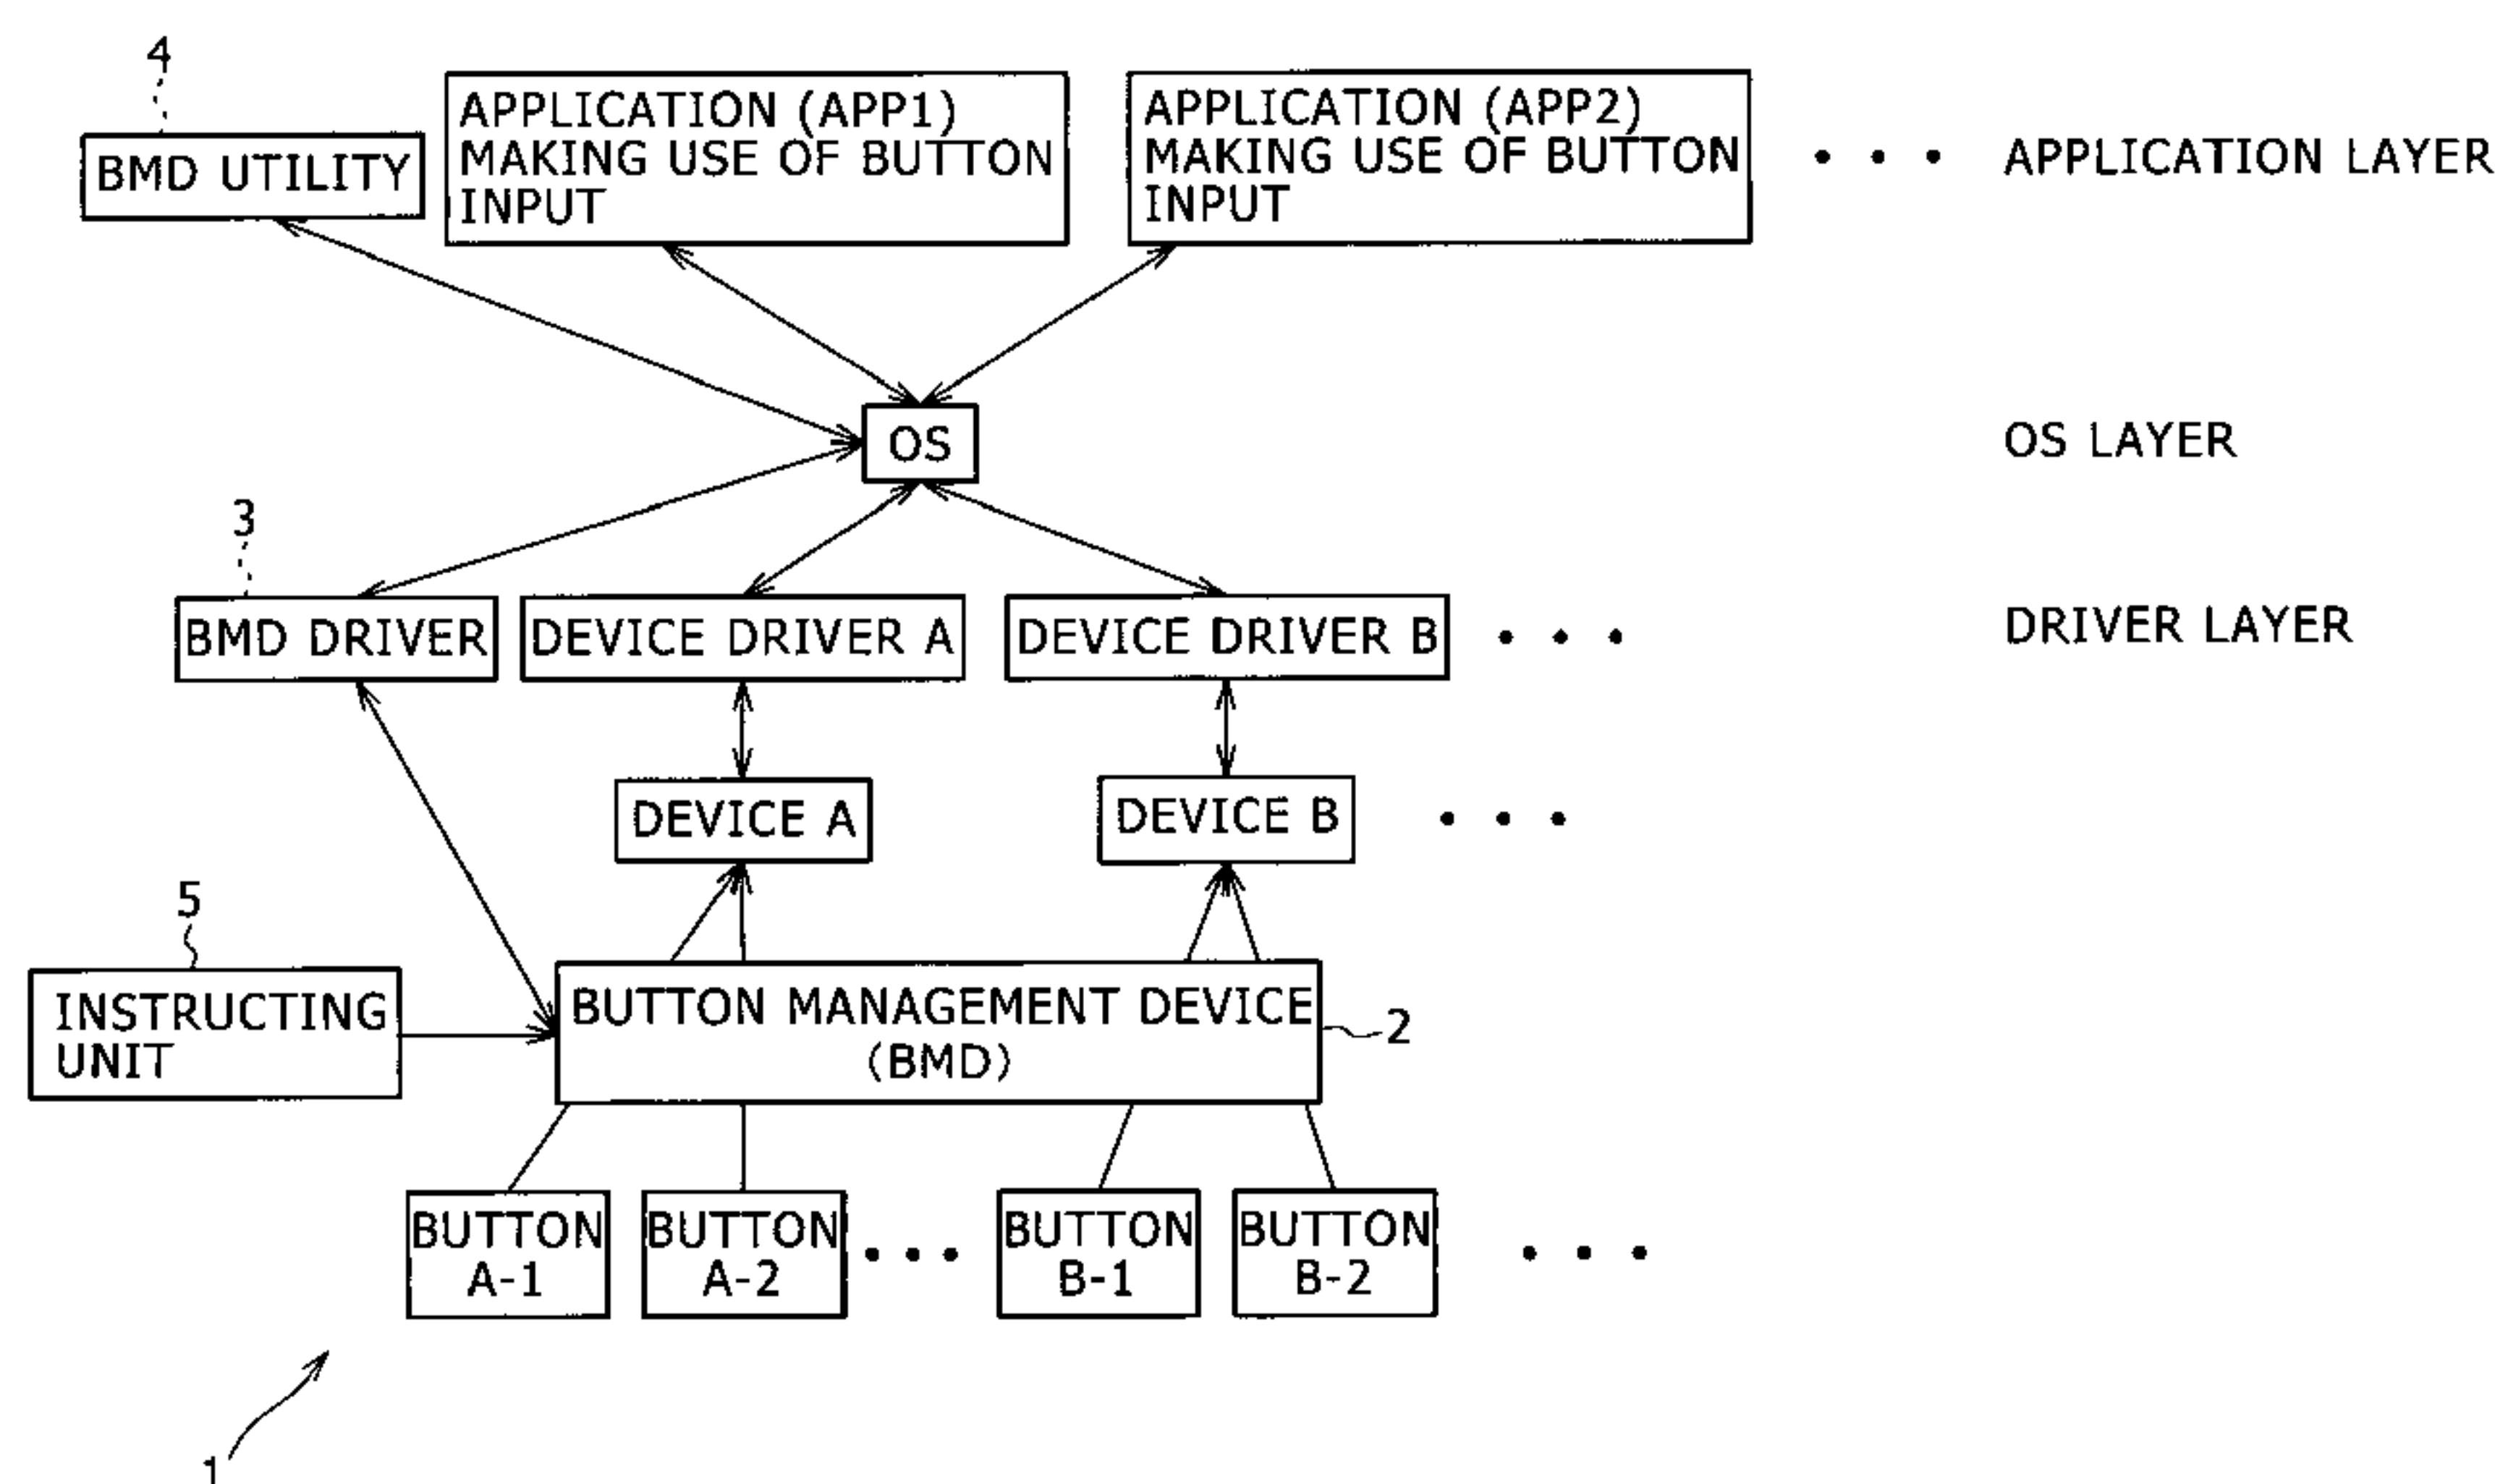 4
BMD UTILITY
APPLICATION (APP1)
MAKING USE OF BUTTON
INPUT
APPLICATION (APP2)
MAKING USE OF BUTTON
INPUT
• • •
APPLICATION LAYER
OS
OS LAYER
3
BMD DRIVER
DEVICE DRIVER A
DEVICE DRIVER B
• • •
DRIVER LAYER
DEVICE A
DEVICE B
• • •
5
INSTRUCTING
UNIT
BUTTON MANAGEMENT DEVICE
(BMD)
2
BUTTON
A-1
BUTTON
A-2
• • •
BUTTON
B-1
BUTTON
B-2
• • •
1